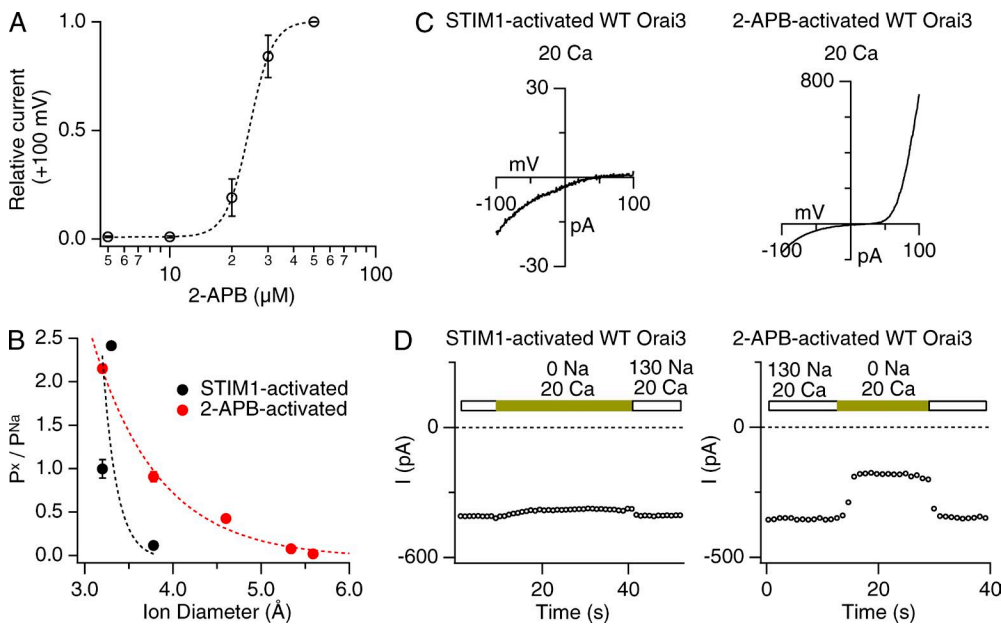 A
1.0
0.5
0.0
Relative current
(+100 mV)
5 6 7 2 3 4 5 6 7
10 100
2-APB (µM)
B
2.5
2.0
1.5
1.0
0.5
0.0
Pˣ / Pᴺᵃ
STIM1-activated
2-APB-activated
3.0 4.0 5.0 6.0
Ion Diameter (Å)
C
STIM1-activated WT Orai3
20 Ca
30
mV
-100 100
pA
-30
2-APB-activated WT Orai3
20 Ca
800
mV
-100 100
pA
D
STIM1-activated WT Orai3
0 Na 130 Na
20 Ca 20 Ca
0
I (pA)
-600
20 40
Time (s)
2-APB-activated WT Orai3
130 Na 0 Na
20 Ca 20 Ca
0
I (pA)
-500
0 20 40
Time (s)